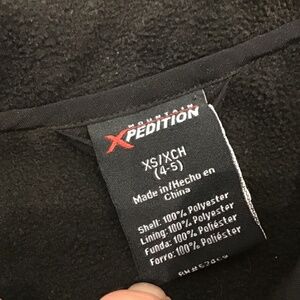 MOUNTAIN
XPEDITION
XS/XCH
(4-5)
Made in/Hecho en
China
Shell: 100% Polyester
Lining: 100% Polyester
Funda: 100% Poliéster
Forro: 100% Poliéster